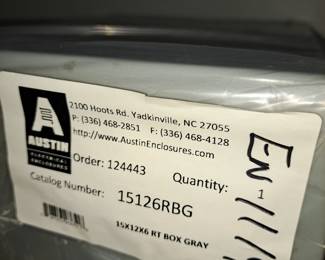 A
AUSTIN
ELECTRICAL
ENCLOSURES
2100 Hoots Rd. Yadkinville, NC 27055
P: (336) 468-2851 F: (336) 468-4128
http://www.AustinEnclosures.com
Order: 124443
Quantity: 1
Catalog Number: 15126RBG
15X12X6 RT BOX GRAY
EN